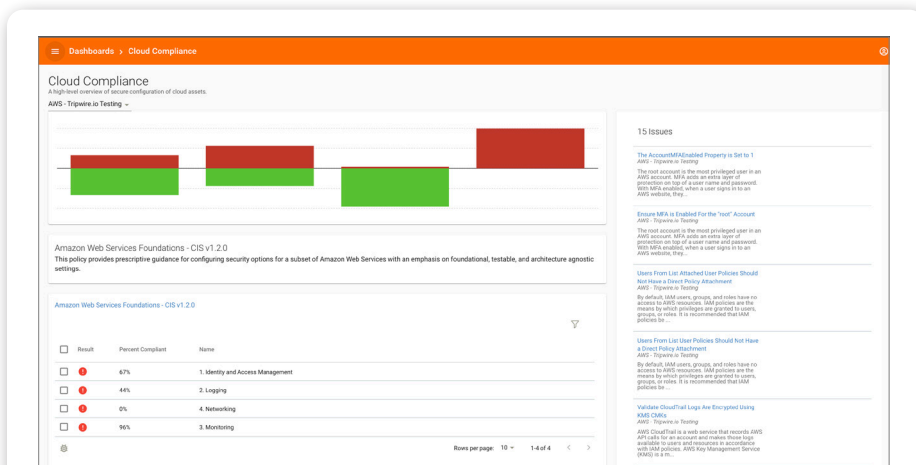 Dashboards > Cloud Compliance
Cloud Compliance
A high-level overview of secure configuration of cloud assets.
AWS - Tripwire.io Testing
Amazon Web Services Foundations - CIS v1.2.0
This policy provides prescriptive guidance for configuring security options for a subset of Amazon Web Services with an emphasis on foundational, testable, and architecture agnostic
settings.
Amazon Web Services Foundations - CIS v1.2.0
Result Percent Compliant Name
67% 1. Identity and Access Management
44% 2. Logging
0% 4. Networking
96% 3. Monitoring
Rows per page: 10 1-4 of 4 < >
15 Issues
The AccountMFAEnabled Property is Set to 1
AWS - Tripwire.io Testing
The root account is the most privileged user in an
AWS account. MFA adds an extra layer of
protection on top of a user name and password.
With MFA enabled, when a user signs in to an
AWS website, they...
Ensure MFA is Enabled For the "root" Account
AWS - Tripwire.io Testing
The root account is the most privileged user in an
AWS account. MFA adds an extra layer of
protection on top of a user name and password.
With MFA enabled, when a user signs in to an
AWS website, they...
Users From List Attached User Policies Should
Not Have a Direct Policy Attachment
AWS - Tripwire.io Testing
By default, IAM users, groups, and roles have no
access to AWS resources. IAM policies are the
means by which privileges are granted to users,
groups, or roles. It is recommended that IAM
policies be ...
Users From List User Policies Should Not Have
a Direct Policy Attachment
AWS - Tripwire.io Testing
By default, IAM users, groups, and roles have no
access to AWS resources. IAM policies are the
means by which privileges are granted to users,
groups, or roles. It is recommended that IAM
policies be ...
Validate CloudTrail Logs Are Encrypted Using
KMS CMKs
AWS - Tripwire.io Testing
AWS CloudTrail is a web service that records AWS
API calls for an account and makes those logs
available to users and resources in accordance
with IAM policies. AWS Key Management Service
(KMS) is a m...